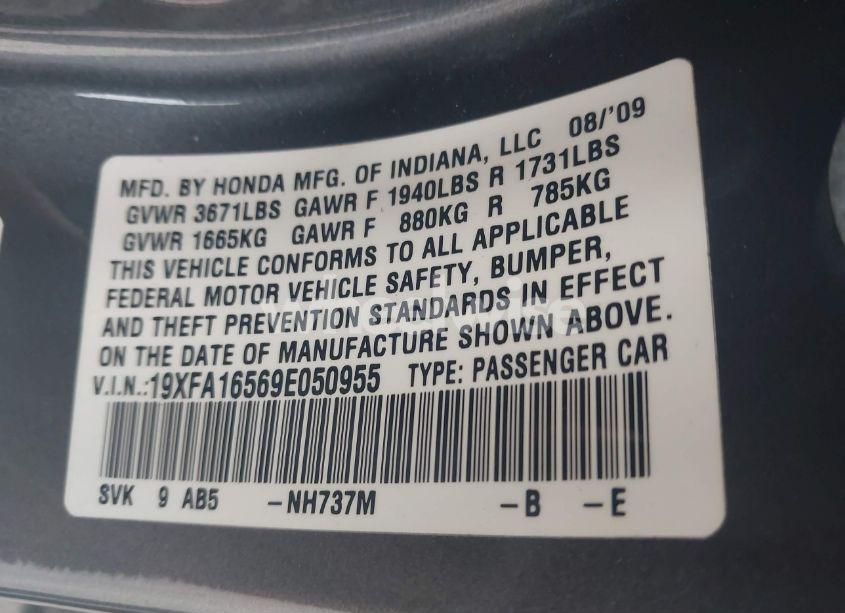 MFD. BY HONDA MFG. OF INDIANA, LLC 08/'09
GVWR 3671LBS GAWR F 1940LBS R 1731LBS
GVWR 1665KG GAWR F 880KG R 785KG
THIS VEHICLE CONFORMS TO ALL APPLICABLE
FEDERAL MOTOR VEHICLE SAFETY, BUMPER,
AND THEFT PREVENTION STANDARDS IN EFFECT
ON THE DATE OF MANUFACTURE SHOWN ABOVE.
V.I.N.:19XFA16569E050955 TYPE: PASSENGER CAR
SVK 9 AB5 -NH737M -B -E